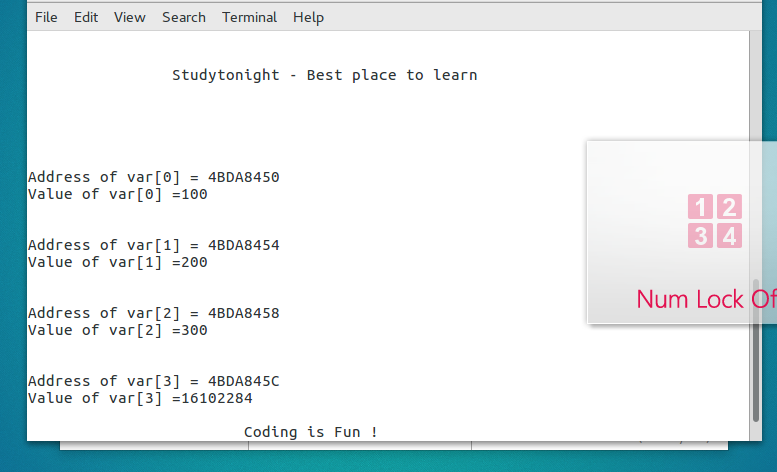 File Edit View Search Terminal Help
Studytonight - Best place to learn
Address of var[0] = 4BDA8450
Value of var[0] =100
Address of var[1] = 4BDA8454
Value of var[1] =200
Address of var[2] = 4BDA8458
Value of var[2] =300
Address of var[3] = 4BDA845C
Value of var[3] =16102284
Coding is Fun !
1 2
3 4
Num Lock